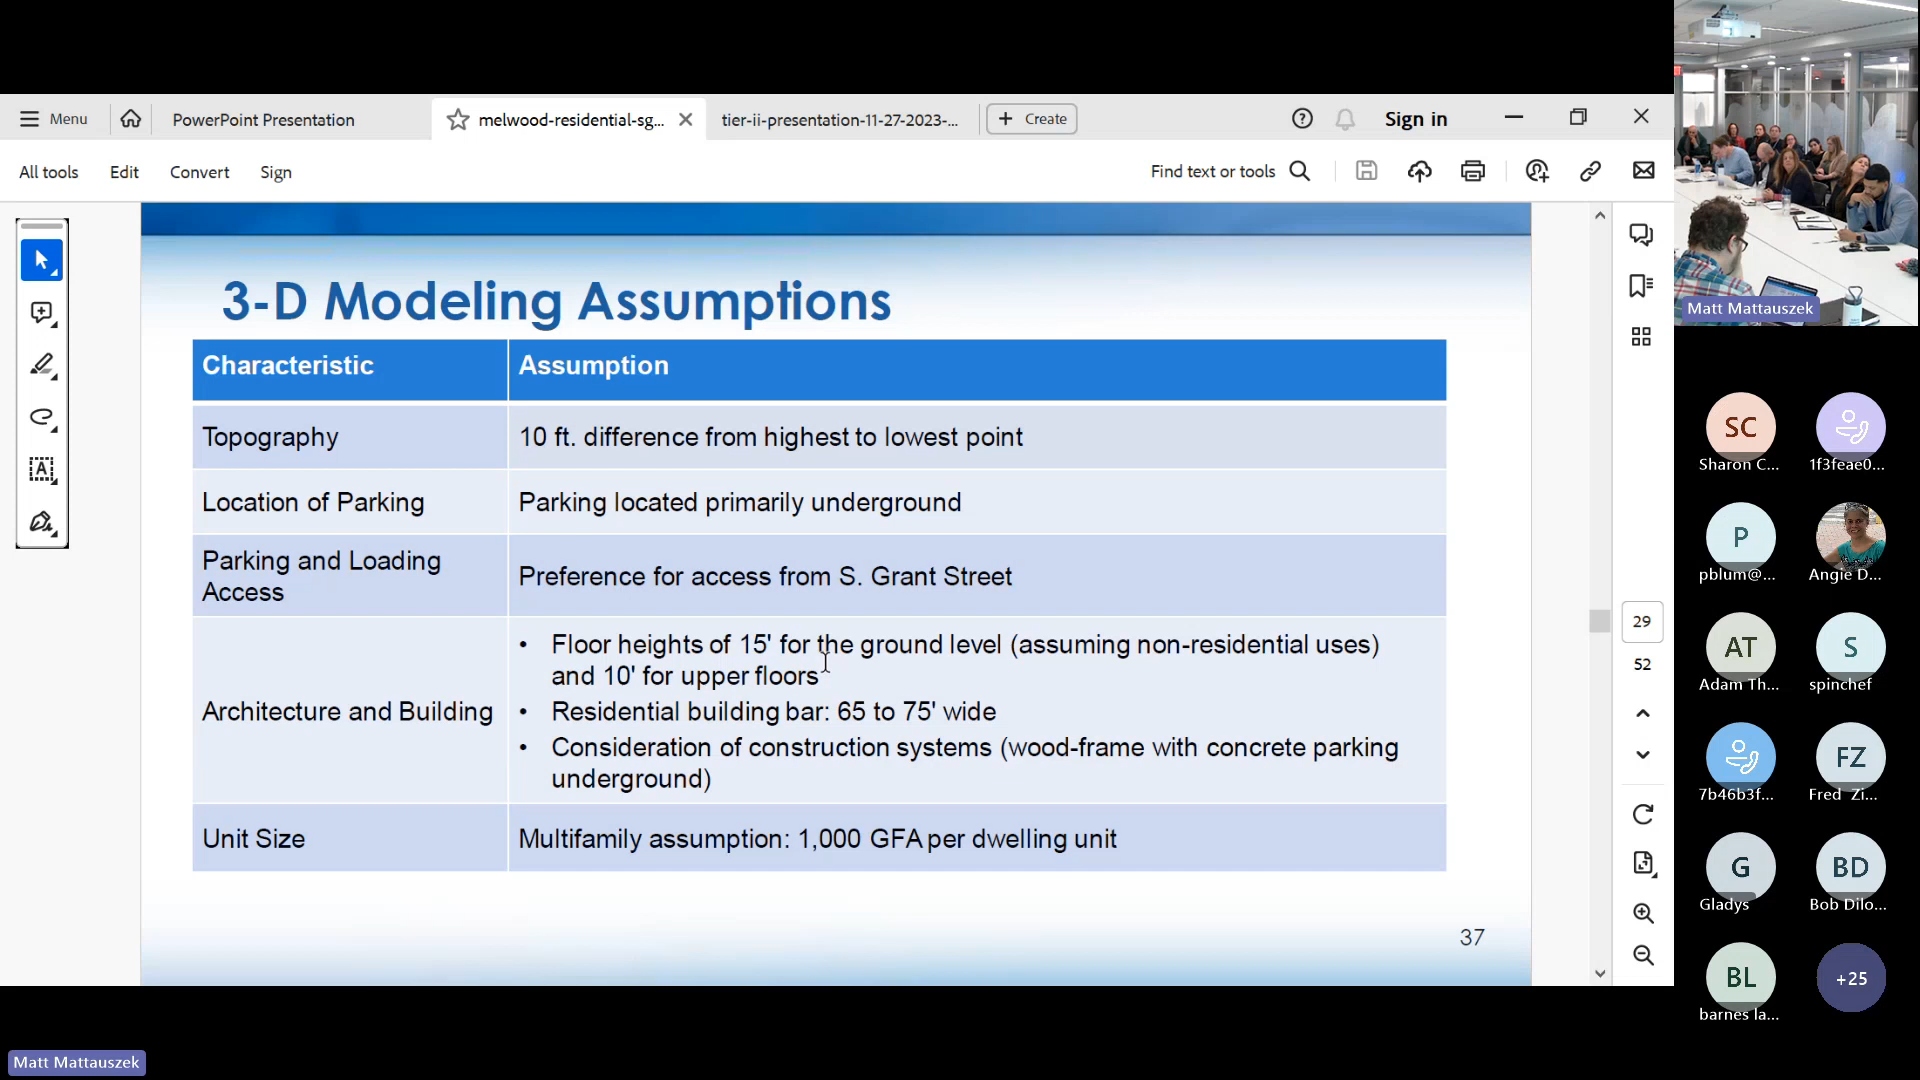 Menu
PowerPoint Presentation
melwood-residential-sg...
tier-ii-presentation-11-27-2023-...
Create
Sign in
All tools
Edit
Convert
Sign
Find text or tools
3-D Modeling Assumptions
Characteristic
Assumption
Topography
10 ft. difference from highest to lowest point
Location of Parking
Parking located primarily underground
Parking and Loading
Access
Preference for access from S. Grant Street
Architecture and Building
• Floor heights of 15' for the ground level (assuming non-residential uses)
and 10' for upper floors
• Residential building bar: 65 to 75' wide
• Consideration of construction systems (wood-frame with concrete parking
underground)
Unit Size
Multifamily assumption: 1,000 GFA per dwelling unit
37
29
52
Matt Mattauszek
SC
Sharon C...
1f3feae0...
P
pblum@...
Angie D...
AT
Adam Th...
S
spinchef
7b46b3f...
FZ
Fred Zi...
G
Gladys
BD
Bob Dilo...
BL
barnes la...
+25
Matt Mattauszek